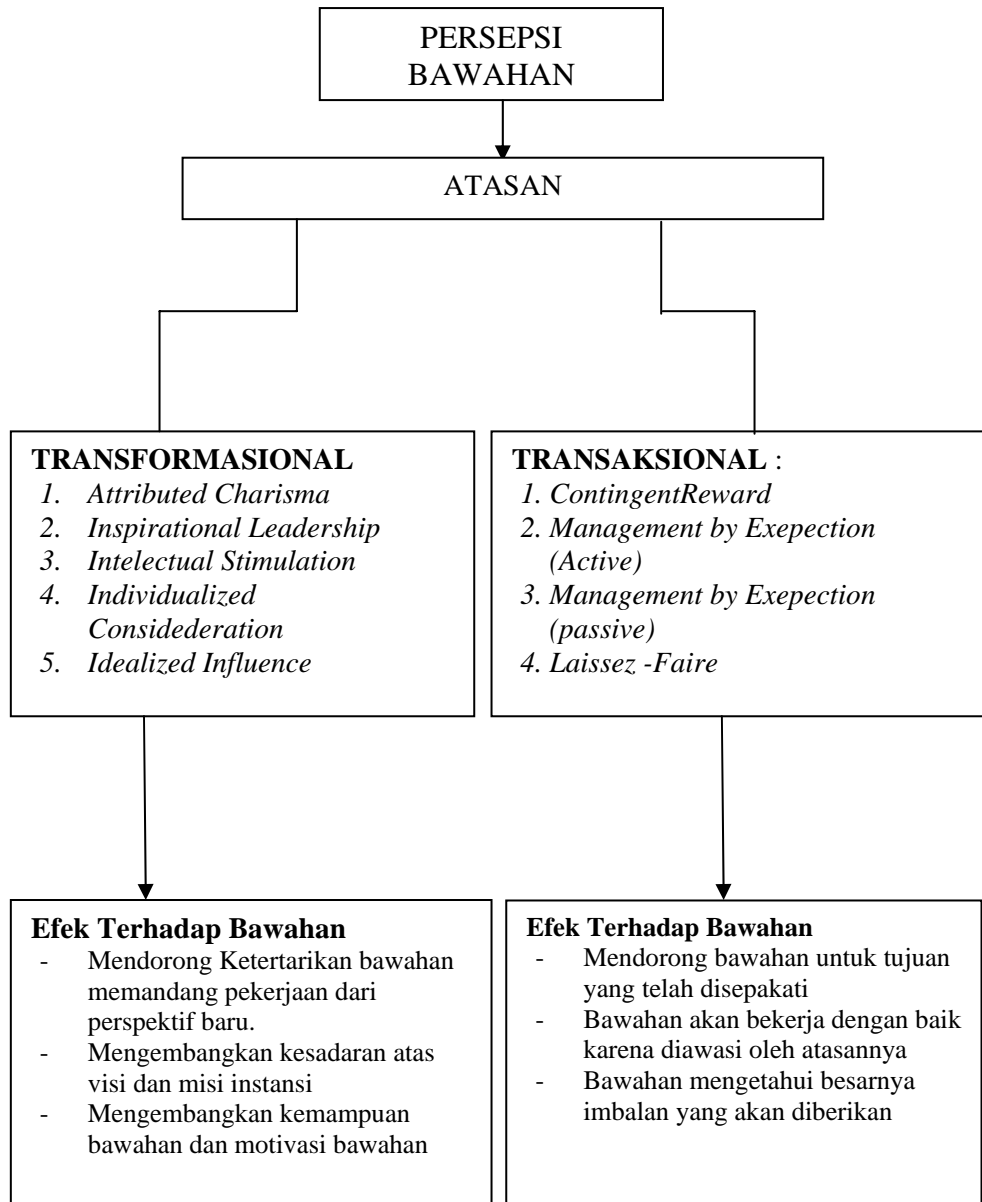 PERSEPSI
BAWAHAN
ATASAN
TRANSFORMASIONAL
1. Attributed Charisma
2. Inspirational Leadership
3. Intelectual Stimulation
4. Individualized
Considederation
5. Idealized Influence
TRANSAKSIONAL :
1. ContingentReward
2. Management by Exepection
(Active)
3. Management by Exepection
(passive)
4. Laissez -Faire
Efek Terhadap Bawahan
- Mendorong Ketertarikan bawahan
memandang pekerjaan dari
perspektif baru.
- Mengembangkan kesadaran atas
visi dan misi instansi
- Mengembangkan kemampuan
bawahan dan motivasi bawahan
Efek Terhadap Bawahan
- Mendorong bawahan untuk tujuan
yang telah disepakati
- Bawahan akan bekerja dengan baik
karena diawasi oleh atasannya
- Bawahan mengetahui besarnya
imbalan yang akan diberikan